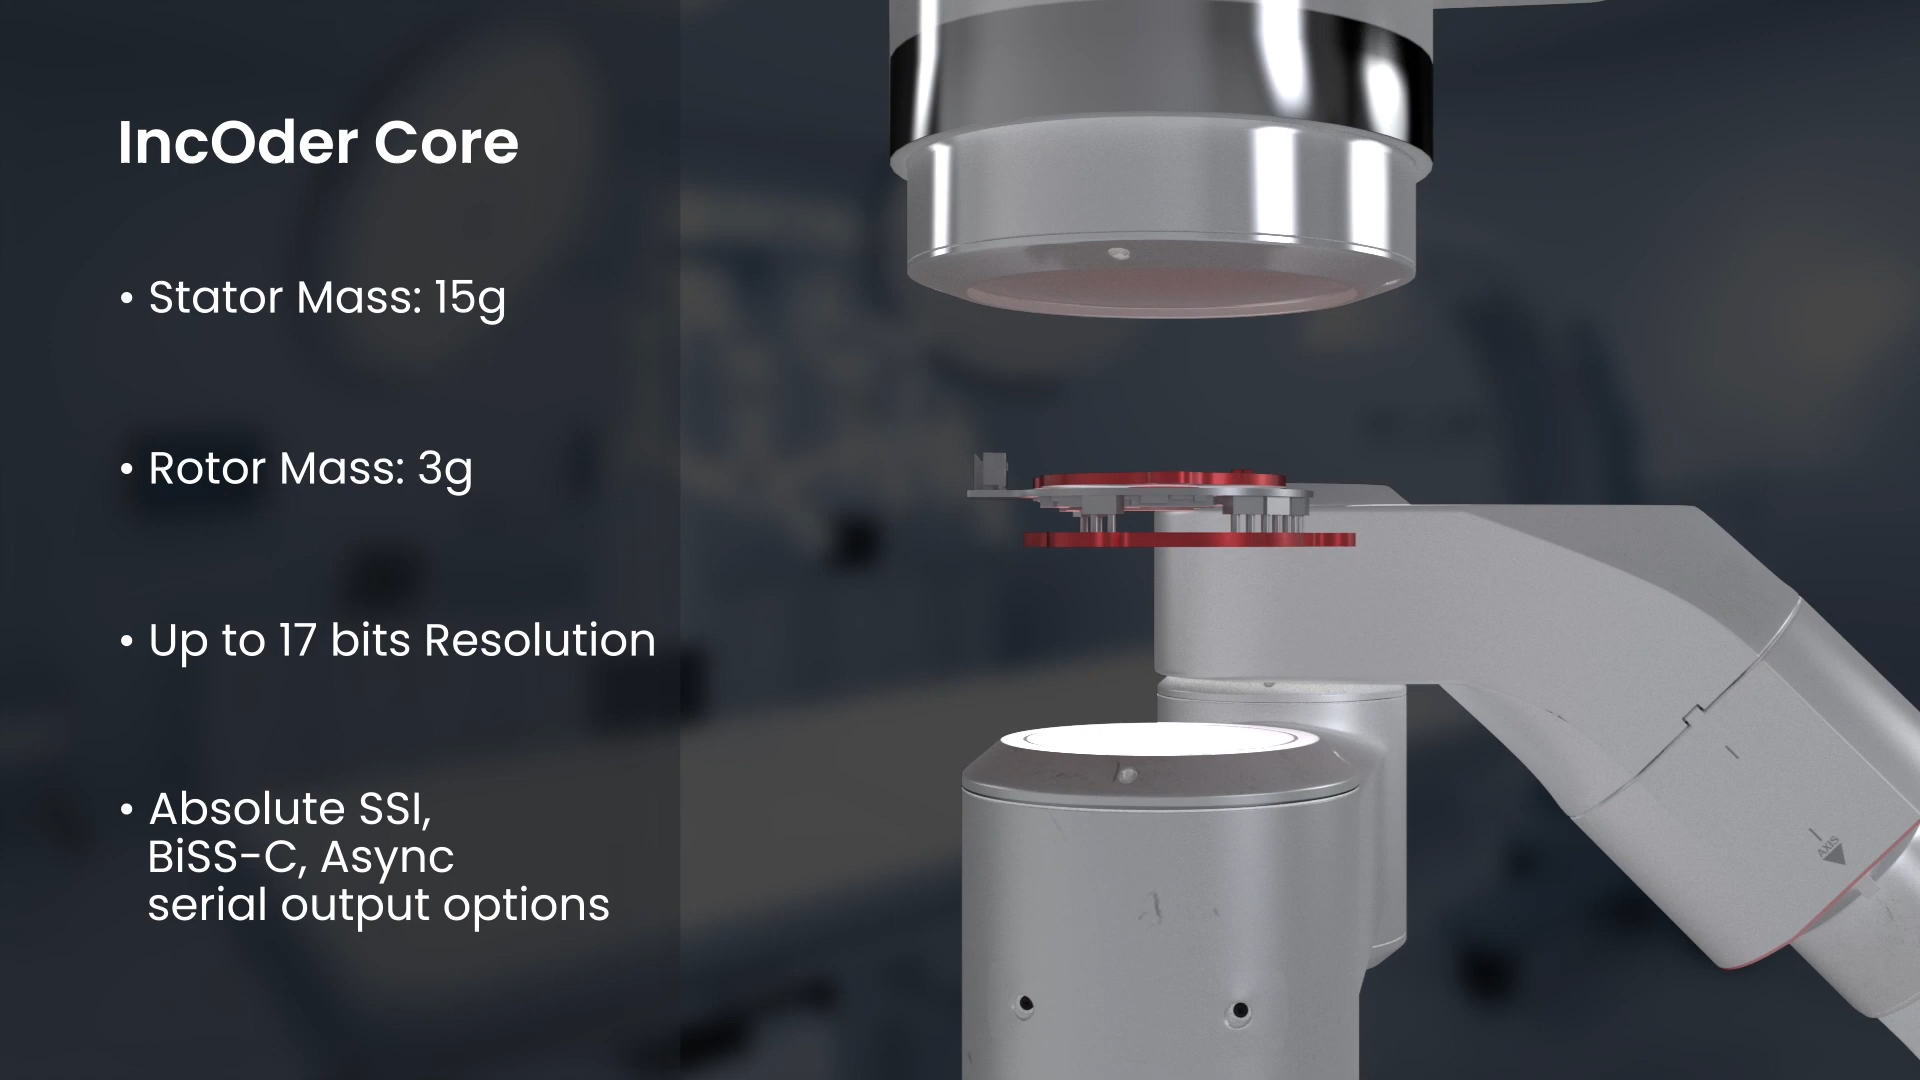 IncOder Core
• Stator Mass: 15g
• Rotor Mass: 3g
• Up to 17 bits Resolution
• Absolute SSI,
BiSS-C, Async
serial output options
AXIS